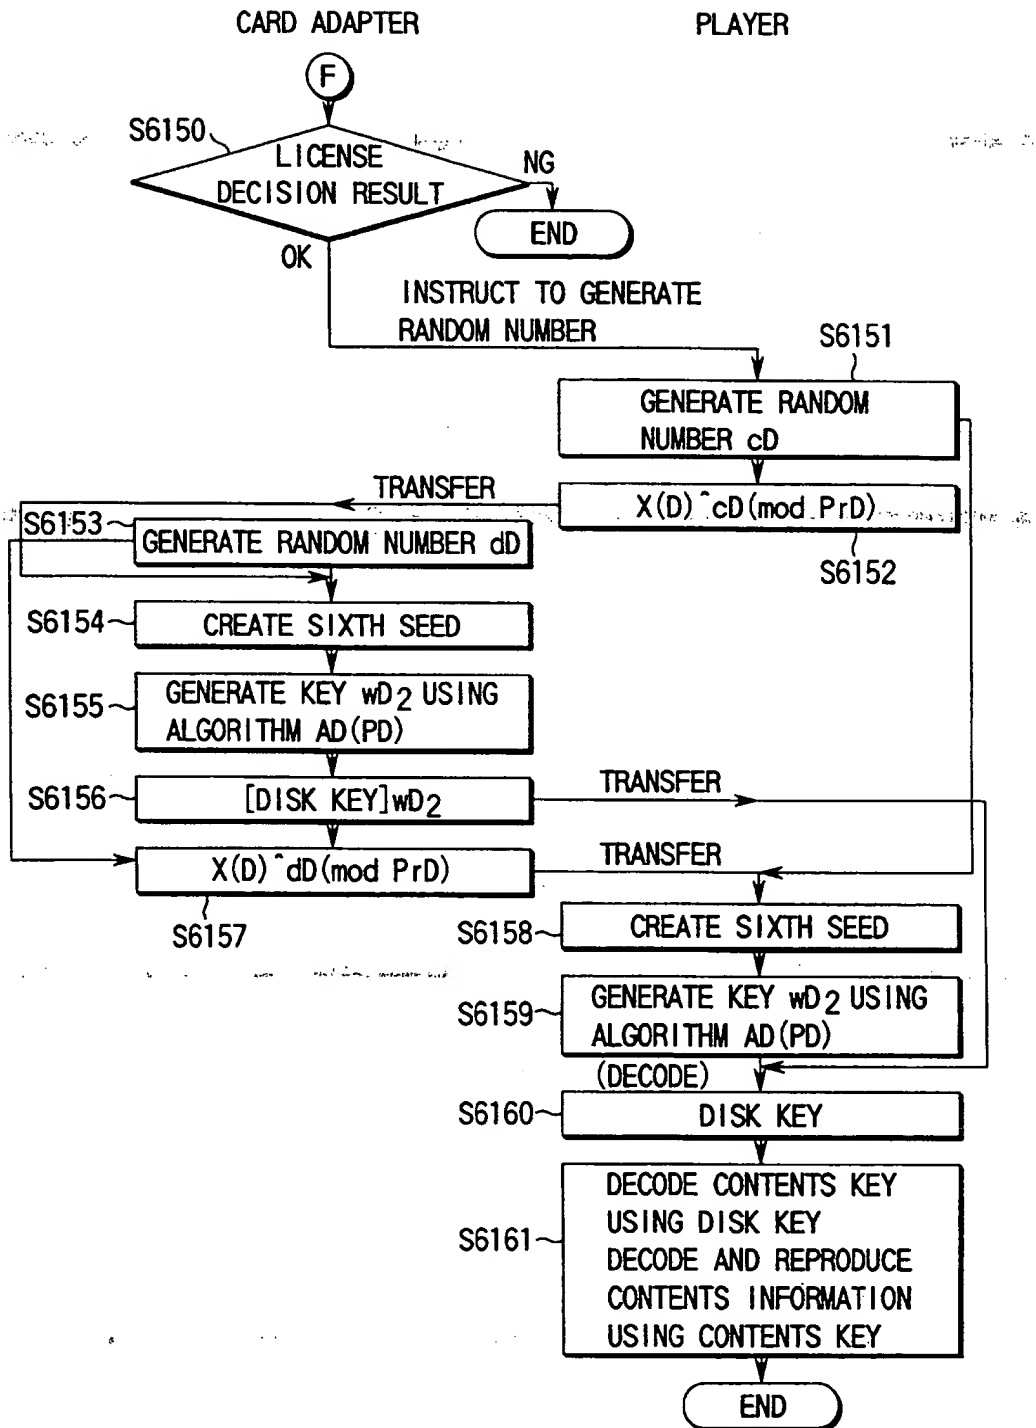 CARD ADAPTER
PLAYER
F
S6150
LICENSE
DECISION RESULT
NG
END
OK
INSTRUCT TO GENERATE
RANDOM NUMBER
S6151
GENERATE RANDOM
NUMBER cD
TRANSFER
X(D)^cD(mod PrD)
S6152
S6153
GENERATE RANDOM NUMBER dD
S6154
CREATE SIXTH SEED
S6155
GENERATE KEY wD2 USING
ALGORITHM AD(PD)
S6156
[DISK KEY]wD2
TRANSFER
X(D)^dD(mod PrD)
TRANSFER
S6157
S6158
CREATE SIXTH SEED
S6159
GENERATE KEY wD2 USING
ALGORITHM AD(PD)
(DECODE)
S6160
DISK KEY
S6161
DECODE CONTENTS KEY
USING DISK KEY
DECODE AND REPRODUCE
CONTENTS INFORMATION
USING CONTENTS KEY
END